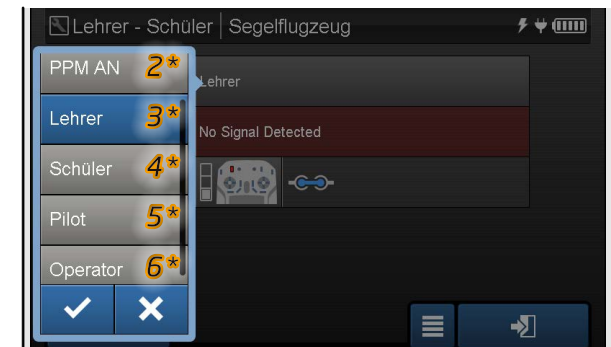 Lehrer - Schüler | Segelflugzeug
PPM AN 2*
Lehrer
Lehrer 3*
No Signal Detected
Schüler 4*
Pilot 5*
Operator 6*